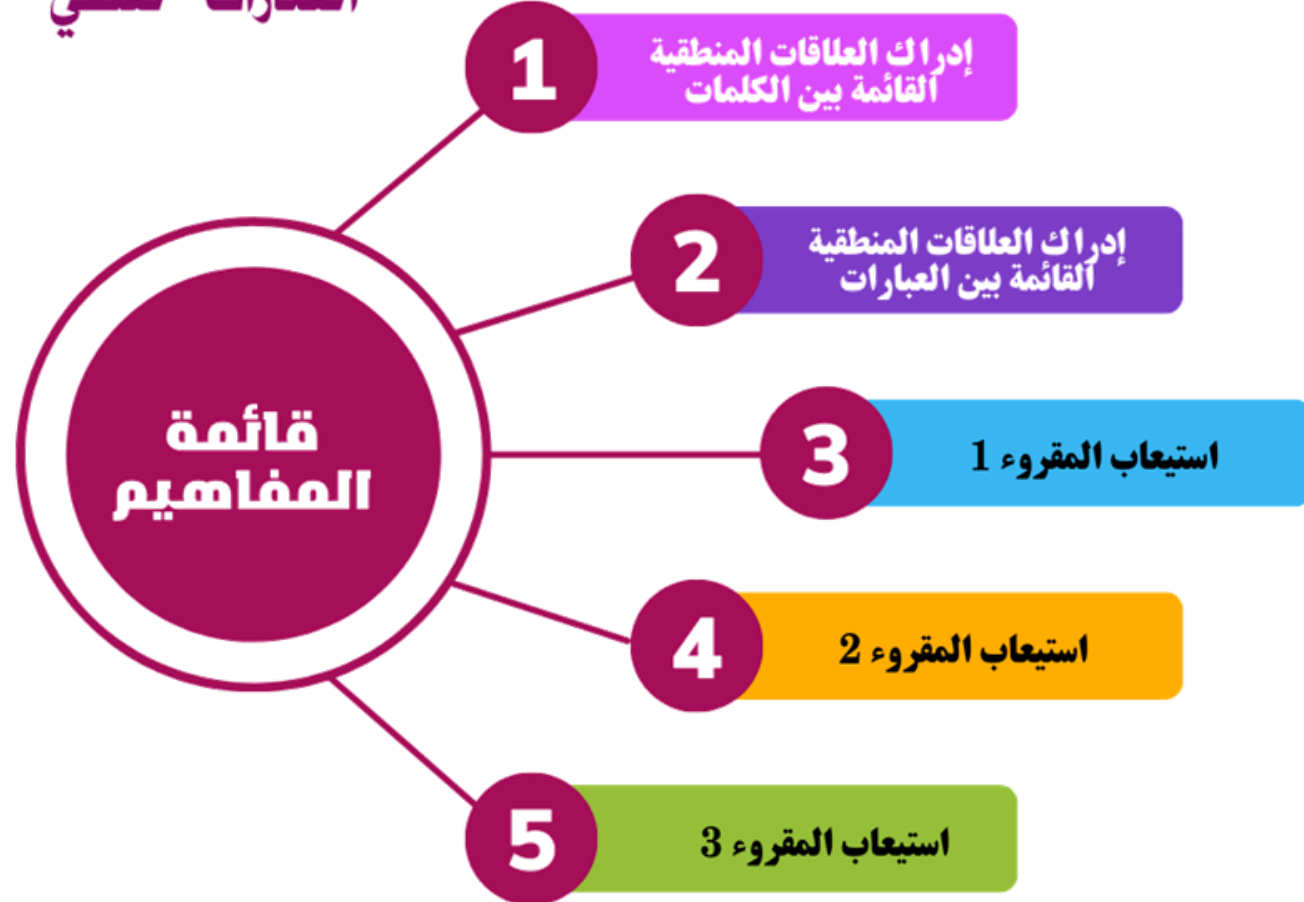 1
إدراك العلاقات المنطقية
القائمة بين الكلمات
2
إدراك العلاقات المنطقية
القائمة بين العبارات
قائمة
المفاهيم
3
استيعاب المقروء 1
4
استيعاب المقروء 2
5
استيعاب المقروء 3